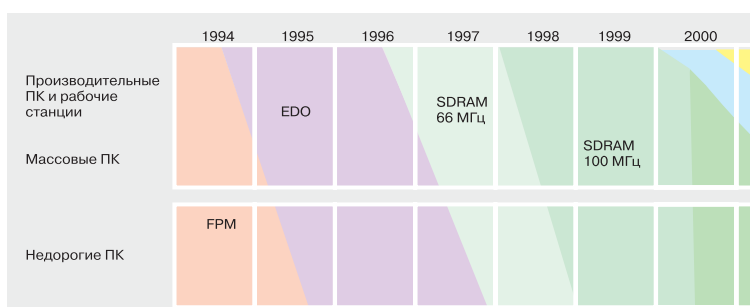 1994 1995 1996 1997 1998 1999 2000
Производительные
ПК и рабочие
станции
EDO
SDRAM
66 МГц
Массовые ПК
SDRAM
100 МГц
FPM
Недорогие ПК